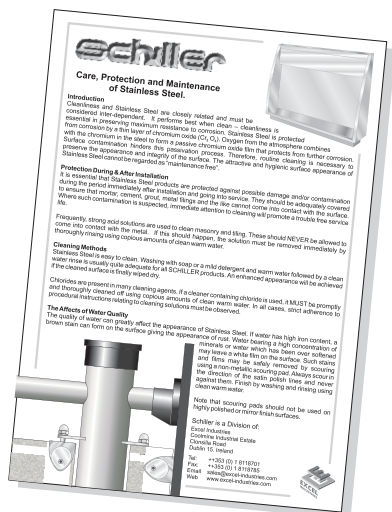 Schiller
Care, Protection and Maintenance
of Stainless Steel.
Introduction
Cleanliness and Stainless Steel are closely related and must be
considered inter-dependent. It performs best when clean – cleanliness is
essential in preserving maximum resistance to corrosion. Stainless Steel is protected
from corrosion by a thin layer of chromium oxide (Cr₂ O₃). Oxygen from the atmosphere combines
with the chromium in the steel to form a passive chromium oxide film that protects from further corrosion.
Surface contamination hinders this passivation process. Therefore, routine cleaning is necessary to
preserve the appearance and integrity of the surface. The attractive and hygienic surface appearance of
Stainless Steel cannot be regarded as "maintenance free".
Protection During & After Installation
It is essential that Stainless Steel products are protected against possible damage and/or contamination
during the period immediately after installation and going into service. They should be adequately covered
to ensure that mortar, cement, grout, metal filings and the like cannot come into contact with the surface.
Where such contamination is suspected, immediate attention to cleaning will promote a trouble free service
life.
Frequently, strong acid solutions are used to clean masonry and tiling. These should NEVER be allowed to
come into contact with the metal. If this should happen, the solution must be removed immediately by
thoroughly rinsing using copious amounts of clean warm water.
Cleaning Methods
Stainless Steel is easy to clean. Washing with soap or a mild detergent and warm water followed by a clean
water rinse is usually quite adequate for all SCHILLER products. An enhanced appearance will be achieved
if the cleaned surface is finally wiped dry.
Chlorides are present in many cleaning agents. If a cleaner containing chloride is used, it MUST be promptly
and thoroughly cleaned off using copious amounts of clean warm water. In all cases, strict adherence to
procedural instructions relating to cleaning solutions must be observed.
The Affects of Water Quality
The quality of water can greatly affect the appearance of Stainless Steel. If water has high iron content, a
brown stain can form on the surface giving the appearance of rust. Water bearing a high concentration of
minerals or water which has been over softened
may leave a white film on the surface. Such stains
and films may be safely removed by scouring
using a non-metallic scouring pad. Always scour in
the direction of the satin polish lines and never
against them. Finish by washing and rinsing using
clean warm water.
Note that scouring pads should not be used on
highly polished or mirror finish surfaces.
Schiller is a Division of:
Excel Industries
Coolmine Industrial Estate
Clonsilla Road
Dublin 15. Ireland
Tel: ++353 (0) 1 8118701
Fax: ++353 (0) 1 8118785
Email sales@excel-industries.com
Web www.excel-industries.com
EXCEL